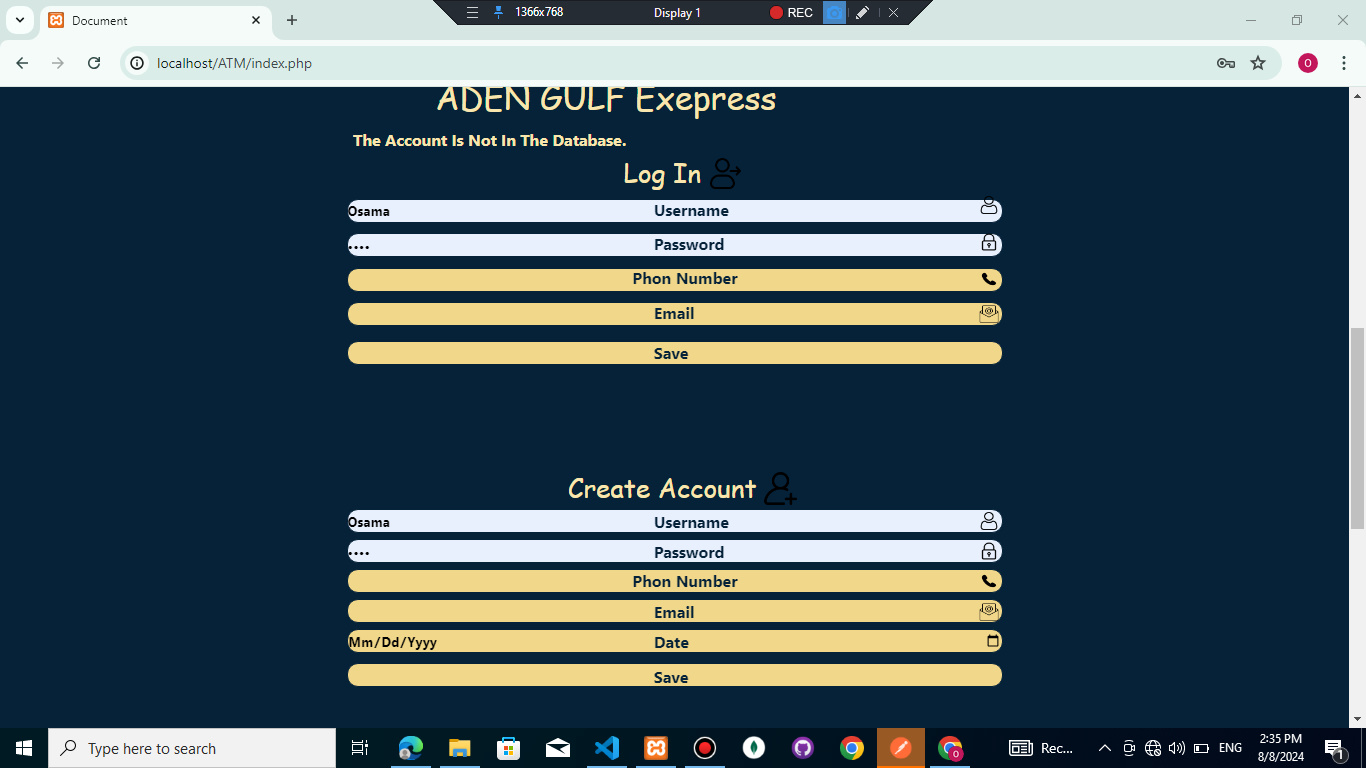 1366x768 Display 1 REC
Document
localhost/ATM/index.php
O
ADEN GULF Exepress
The Account Is Not In The Database.
Log In
Osama Username
•••• Password
Phon Number
Email
Save
Create Account
Osama Username
•••• Password
Phon Number
Email
Mm/Dd/Yyyy Date
Save
Type here to search
Rec...
ENG
2:35 PM
8/8/2024
1